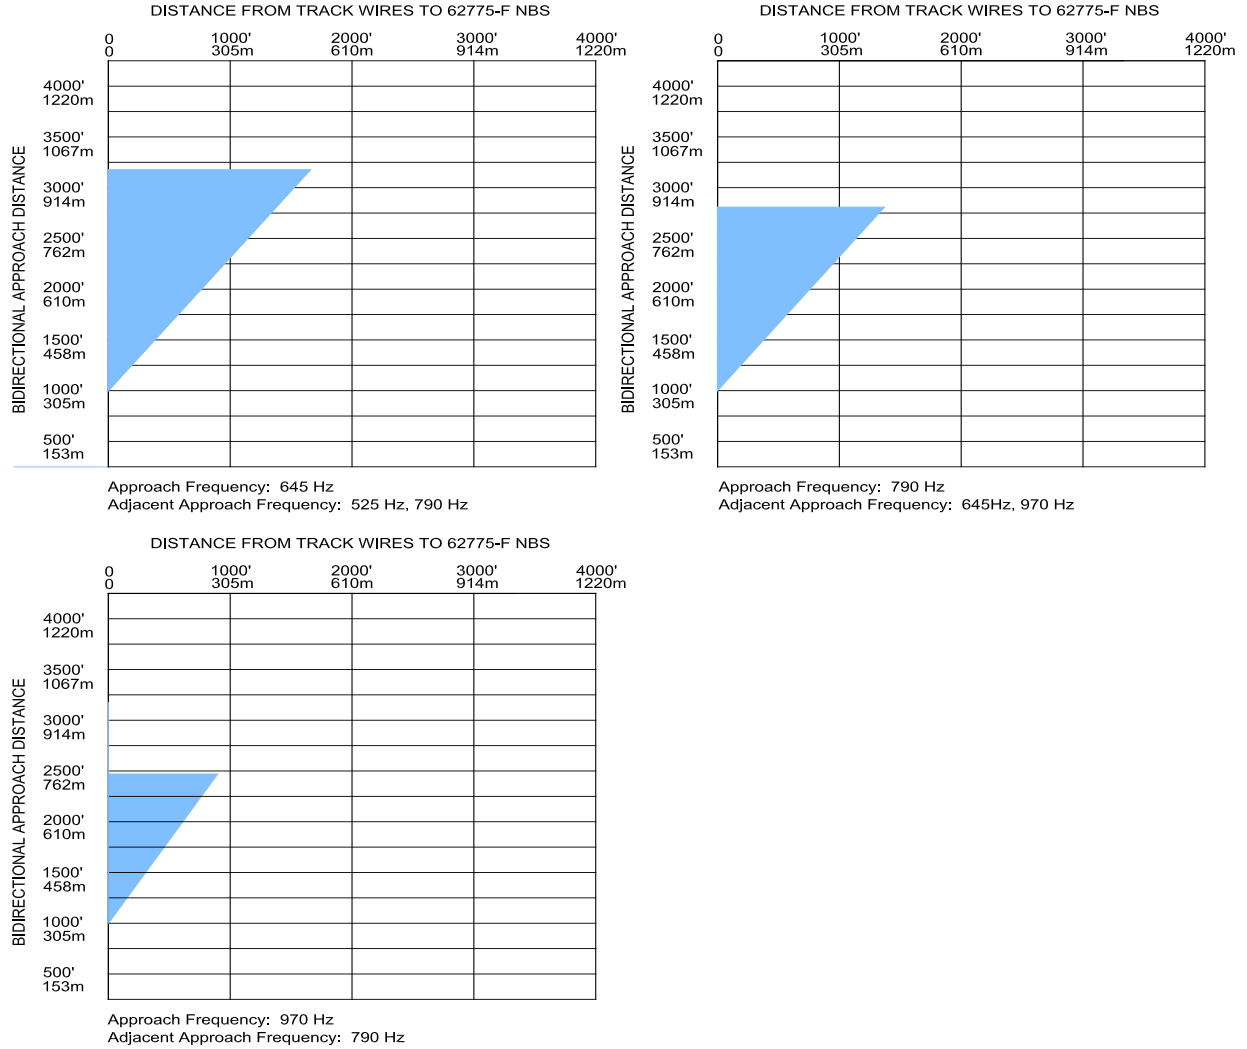 DISTANCE FROM TRACK WIRES TO 62775-F NBS
0 1000' 2000' 3000' 4000'
0 305m 610m 914m 1220m
BIDIRECTIONAL APPROACH DISTANCE
4000'
1220m
3500'
1067m
3000'
914m
2500'
762m
2000'
610m
1500'
458m
1000'
305m
500'
153m
Approach Frequency: 645 Hz
Adjacent Approach Frequency: 525 Hz, 790 Hz
DISTANCE FROM TRACK WIRES TO 62775-F NBS
0 1000' 2000' 3000' 4000'
0 305m 610m 914m 1220m
BIDIRECTIONAL APPROACH DISTANCE
4000'
1220m
3500'
1067m
3000'
914m
2500'
762m
2000'
610m
1500'
458m
1000'
305m
500'
153m
Approach Frequency: 790 Hz
Adjacent Approach Frequency: 645Hz, 970 Hz
DISTANCE FROM TRACK WIRES TO 62775-F NBS
0 1000' 2000' 3000' 4000'
0 305m 610m 914m 1220m
BIDIRECTIONAL APPROACH DISTANCE
4000'
1220m
3500'
1067m
3000'
914m
2500'
762m
2000'
610m
1500'
458m
1000'
305m
500'
153m
Approach Frequency: 970 Hz
Adjacent Approach Frequency: 790 Hz